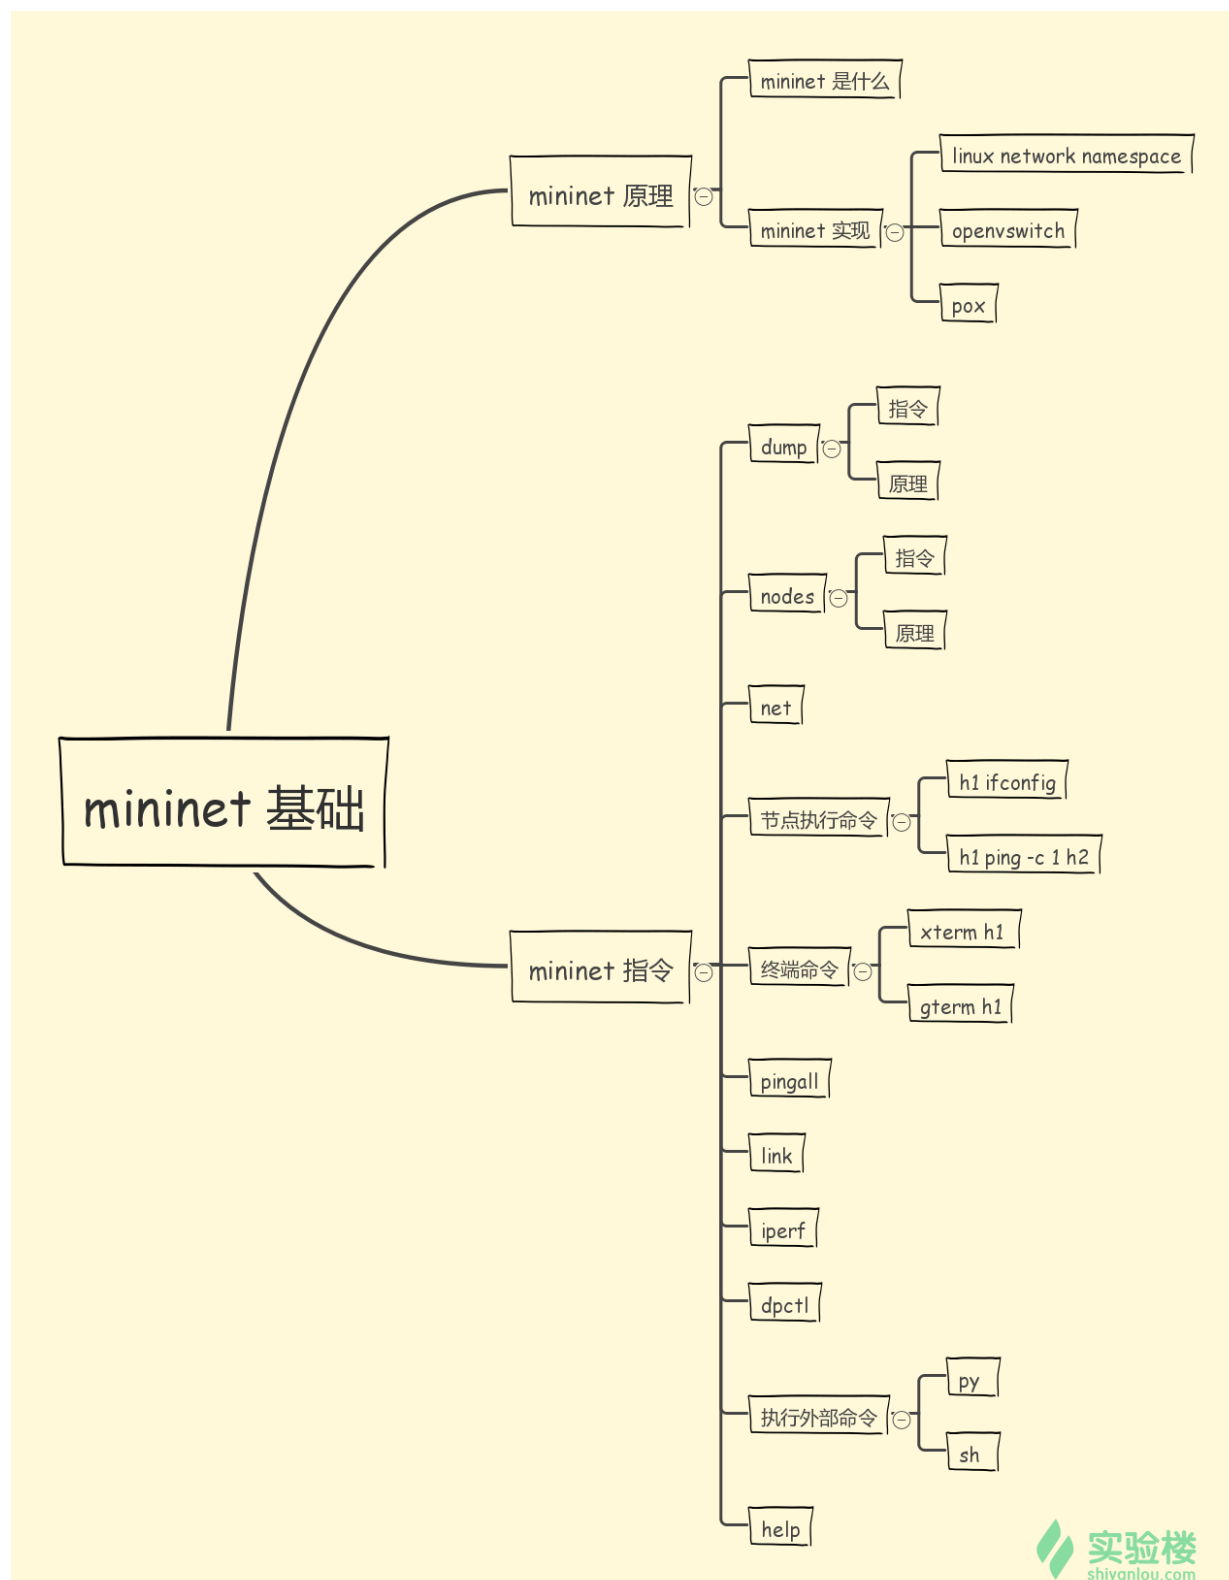 mininet 是什么
linux network namespace
mininet 原理
mininet 实现
openvswitch
pox
指令
dump
原理
指令
nodes
原理
net
h1 ifconfig
mininet 基础
节点执行命令
h1 ping -c 1 h2
xterm h1
mininet 指令
终端命令
gterm h1
pingall
link
iperf
dpctl
py
执行外部命令
sh
help
实验楼
shiyanlou.com